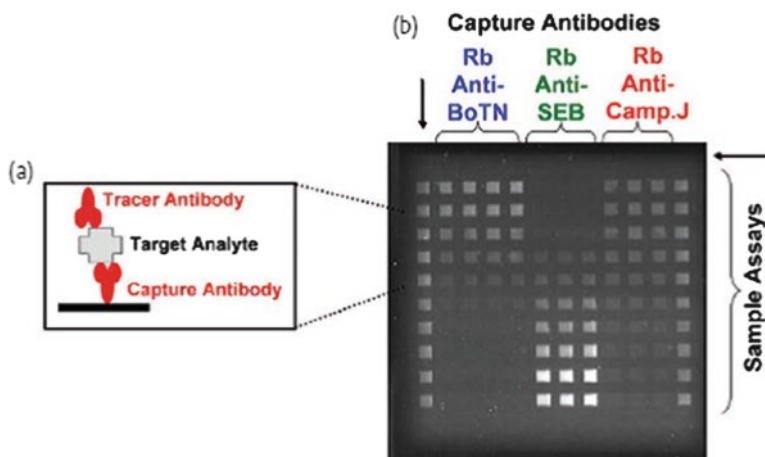 (b) Capture Antibodies
Rb
Anti-
BoTN
Rb
Anti-
SEB
Rb
Anti-
Camp.J
(a)
Tracer Antibody
Target Analyte
Capture Antibody
Sample Assays